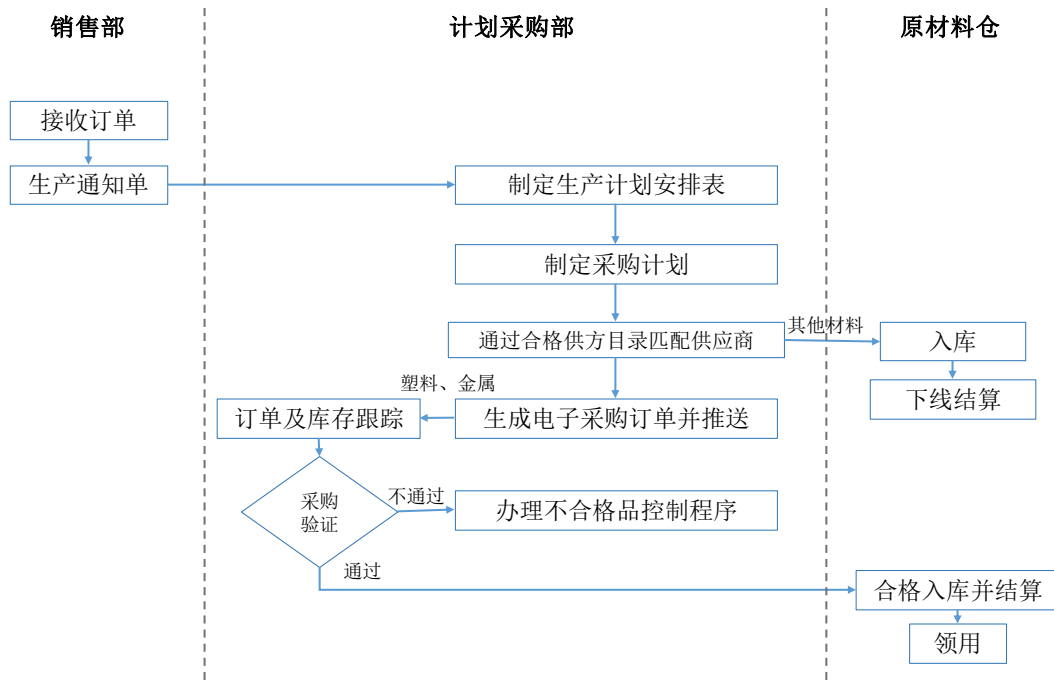 销售部
计划采购部
原材料仓
接收订单
生产通知单
制定生产计划安排表
制定采购计划
通过合格供方目录匹配供应商
其他材料
入库
下线结算
塑料、金属
订单及库存跟踪
生成电子采购订单并推送
采购
验证
不通过
办理不合格品控制程序
通过
合格入库并结算
领用